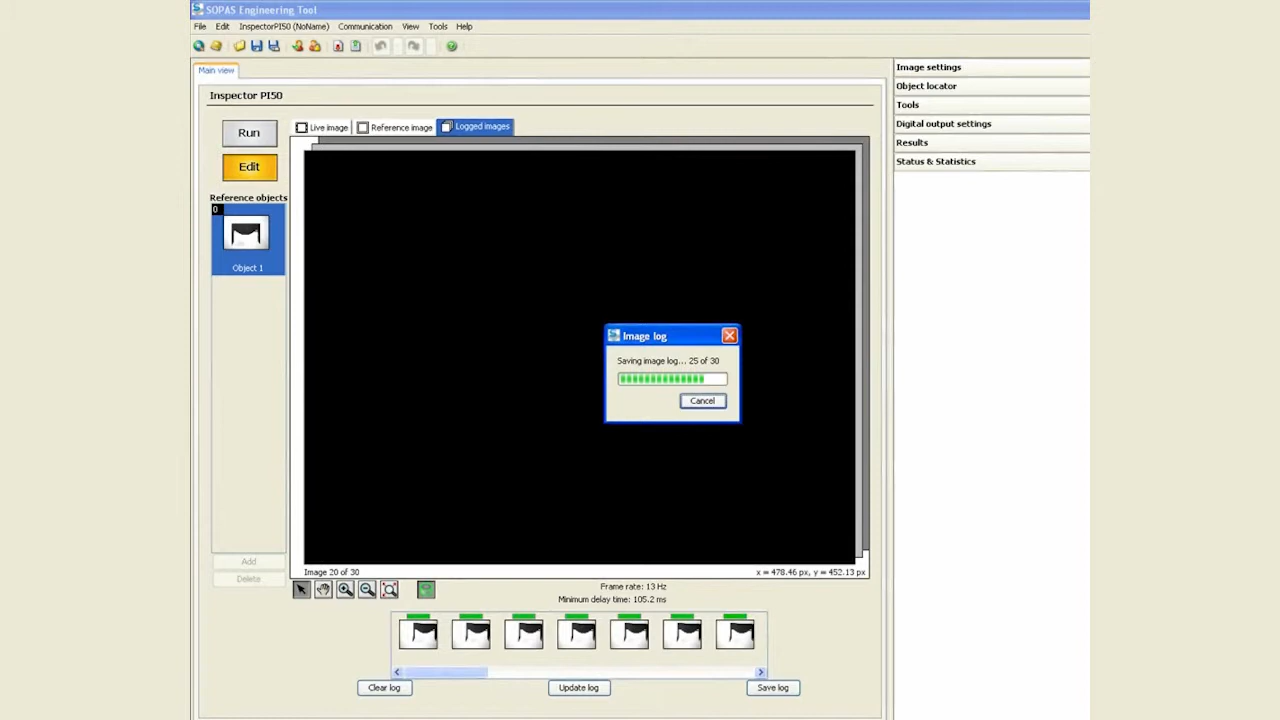 SOPAS Engineering Tool
File Edit InspectorPI50 (NoName) Communication View Tools Help
Main view
Inspector PI50
Run
Edit
Reference objects
0
Object 1
Add
Delete
Live image Reference image Logged images
Image log
Saving image log... 25 of 30
Cancel
Image 20 of 30
x = 478.46 px, y = 452.13 px
Frame rate: 13 Hz
Minimum delay time: 105.2 ms
Clear log Update log Save log
Image settings
Object locator
Tools
Digital output settings
Results
Status & Statistics